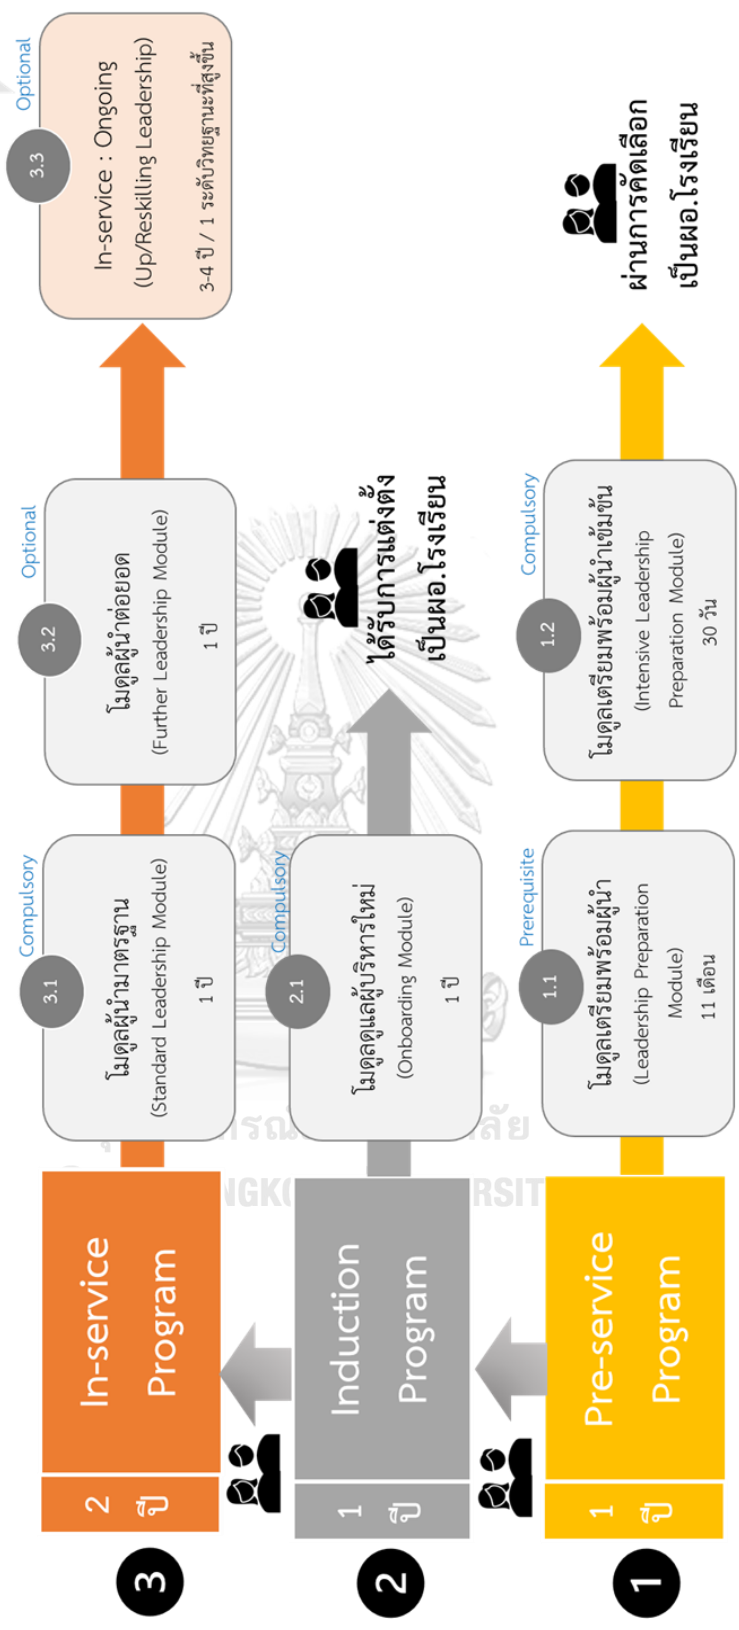 3
2
ปี
In-service
Program
3.1
Compulsory
โมดูลผู้นำมาตรฐาน
(Standard Leadership Module)
1 ปี
3.2
Optional
โมดูลผู้นำต่อยอด
(Further Leadership Module)
1 ปี
3.3
Optional
In-service : Ongoing
(Up/Reskilling Leadership)
3-4 ปี / 1 ระดับวิทยฐานะที่สูงขึ้น
2
1
ปี
Induction
Program
2.1
Compulsory
โมดูลดูแลผู้บริหารใหม่
(Onboarding Module)
1 ปี
ได้รับการแต่งตั้ง
เป็นผอ.โรงเรียน
1
1
ปี
Pre-service
Program
1.1
Prerequisite
โมดูลเตรียมพร้อมผู้นำ
(Leadership Preparation
Module)
11 เดือน
1.2
Compulsory
โมดูลเตรียมพร้อมผู้นำเข้มข้น
(Intensive Leadership
Preparation Module)
30 วัน
ผ่านการคัดเลือก
เป็นผอ.โรงเรียน